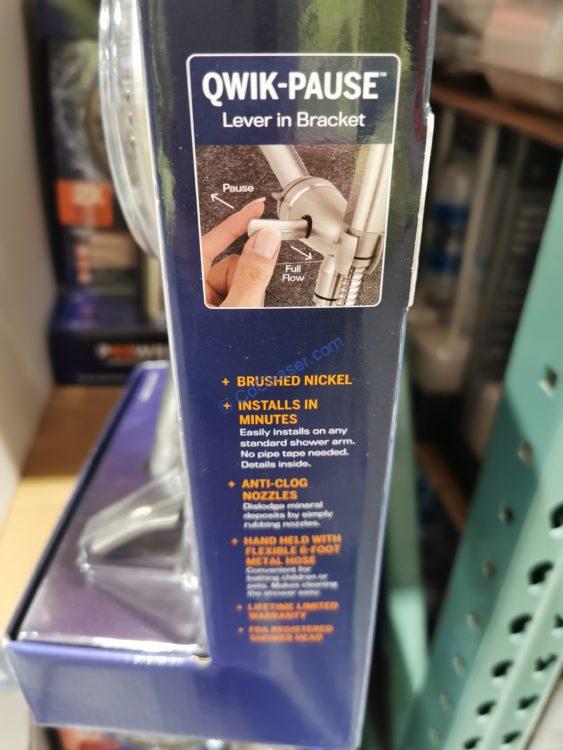 QWIK-PAUSE™
Lever in Bracket
Pause
Full
Flow
+ BRUSHED NICKEL
+ INSTALLS IN
MINUTES
Easily installs on any
standard shower arm.
No pipe tape needed.
Details inside.
+ ANTI-CLOG
NOZZLES
Dislodge mineral
deposits by simply
rubbing nozzles.
+ HAND HELD WITH
FLEXIBLE 6-FOOT
METAL HOSE
Convenient for
bathing children or
pets. Makes cleaning
the shower easy.
+ LIFETIME LIMITED
WARRANTY
+ FDA REGISTERED
SHOWER HEAD